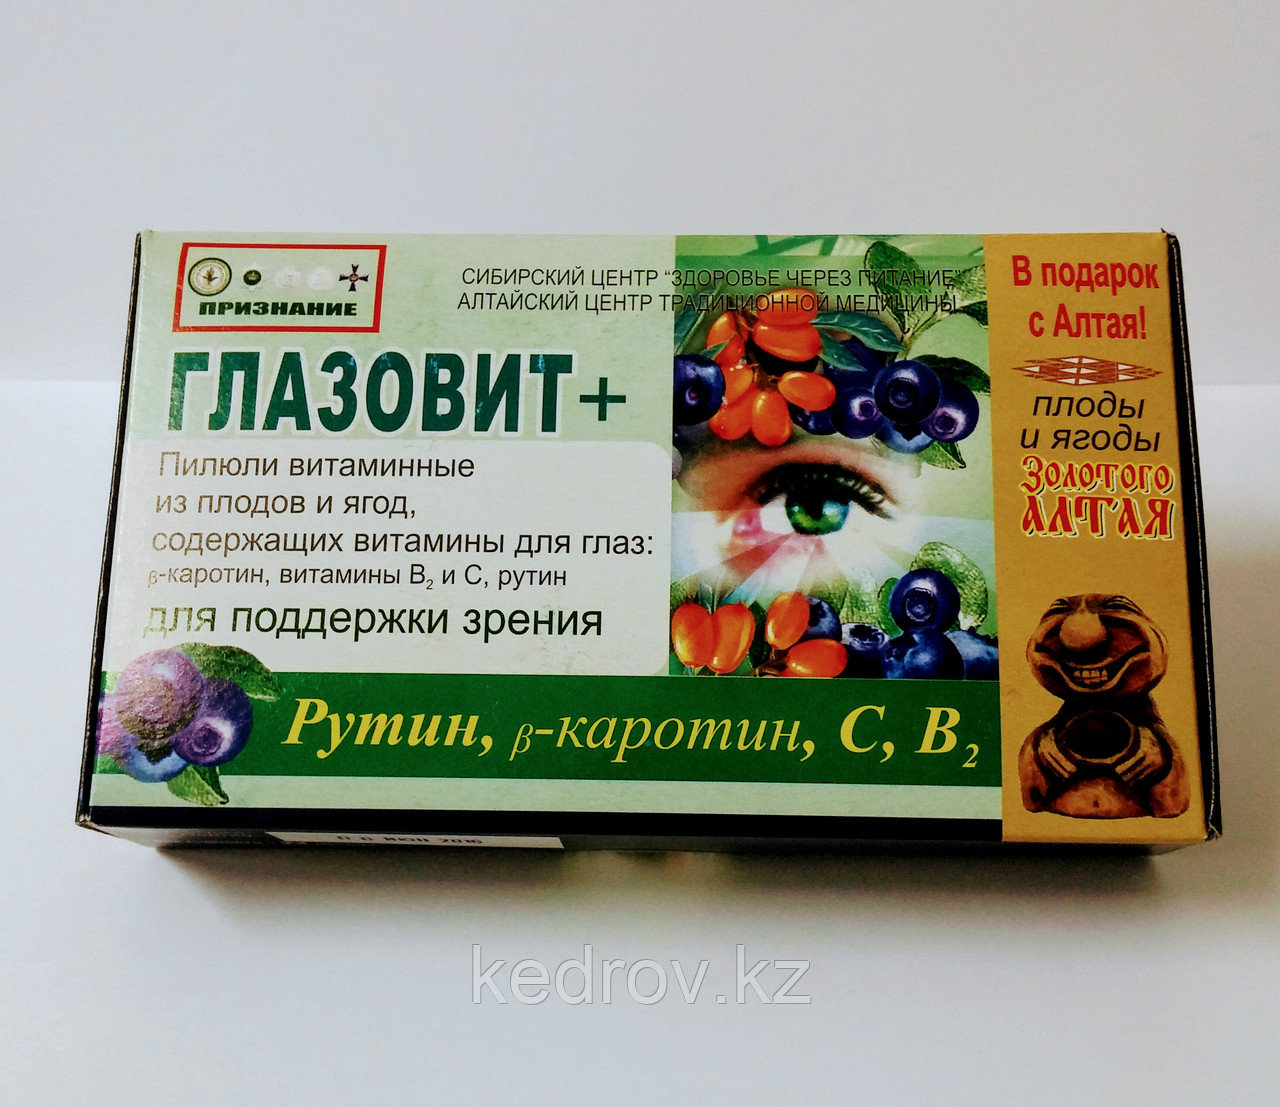 ПРИЗНАНИЕ
СИБИРСКИЙ ЦЕНТР "ЗДОРОВЬЕ ЧЕРЕЗ ПИТАНИЕ"
АЛТАЙСКИЙ ЦЕНТР ТРАДИЦИОННОЙ МЕДИЦИНЫ
ГЛАЗОВИТ+
Пилюли витаминные
из плодов и ягод,
содержащих витамины для глаз:
β-каротин, витамины B₂ и C, рутин
для поддержки зрения
Рутин, β-каротин, C, B₂
В подарок
с Алтая!
плоды
и ягоды
Золотого
АЛТАЯ
2016
kedrov.kz